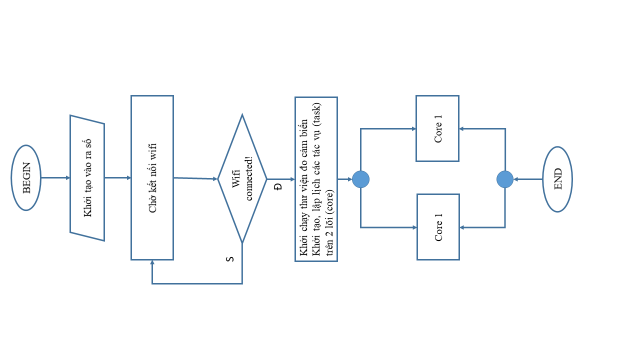 BEGIN
Khởi tạo vào ra số
Chờ kết nối wifi
Wifi
connected!
S
Đ
Khởi chạy thư viện đo cảm biến
Khởi tạo, lập lịch các tác vụ (task)
trên 2 lõi (core)
Core 1
Core 1
END